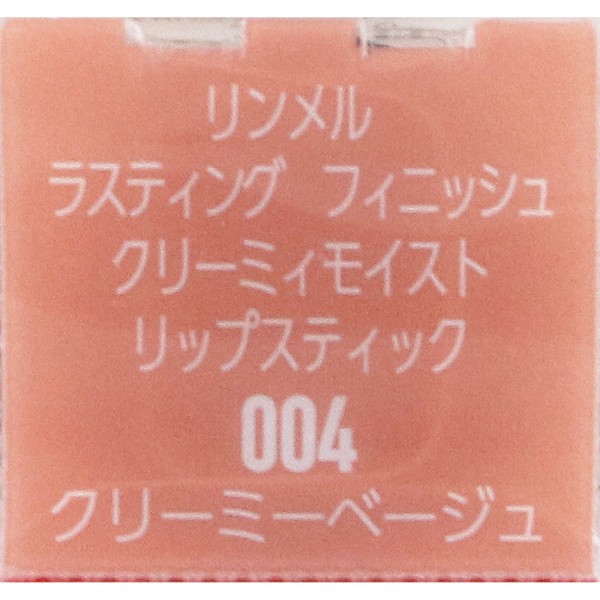 リンメル
ラスティング フィニッシュ
クリーミィモイスト
リップスティック
004
クリーミーベージュ